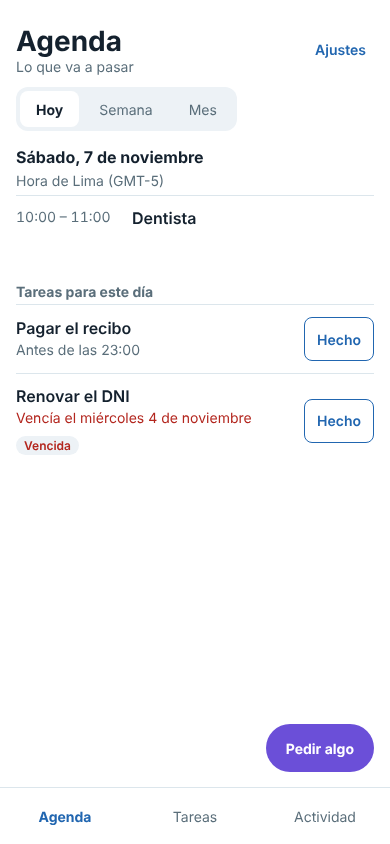 Agenda
Ajustes
Lo que va a pasar
Hoy
Semana
Mes
Sábado, 7 de noviembre
Hora de Lima (GMT-5)
10:00 – 11:00 Dentista
Tareas para este día
Pagar el recibo
Antes de las 23:00
Hecho
Renovar el DNI
Vencía el miércoles 4 de noviembre
Vencida
Hecho
Pedir algo
Agenda
Tareas
Actividad